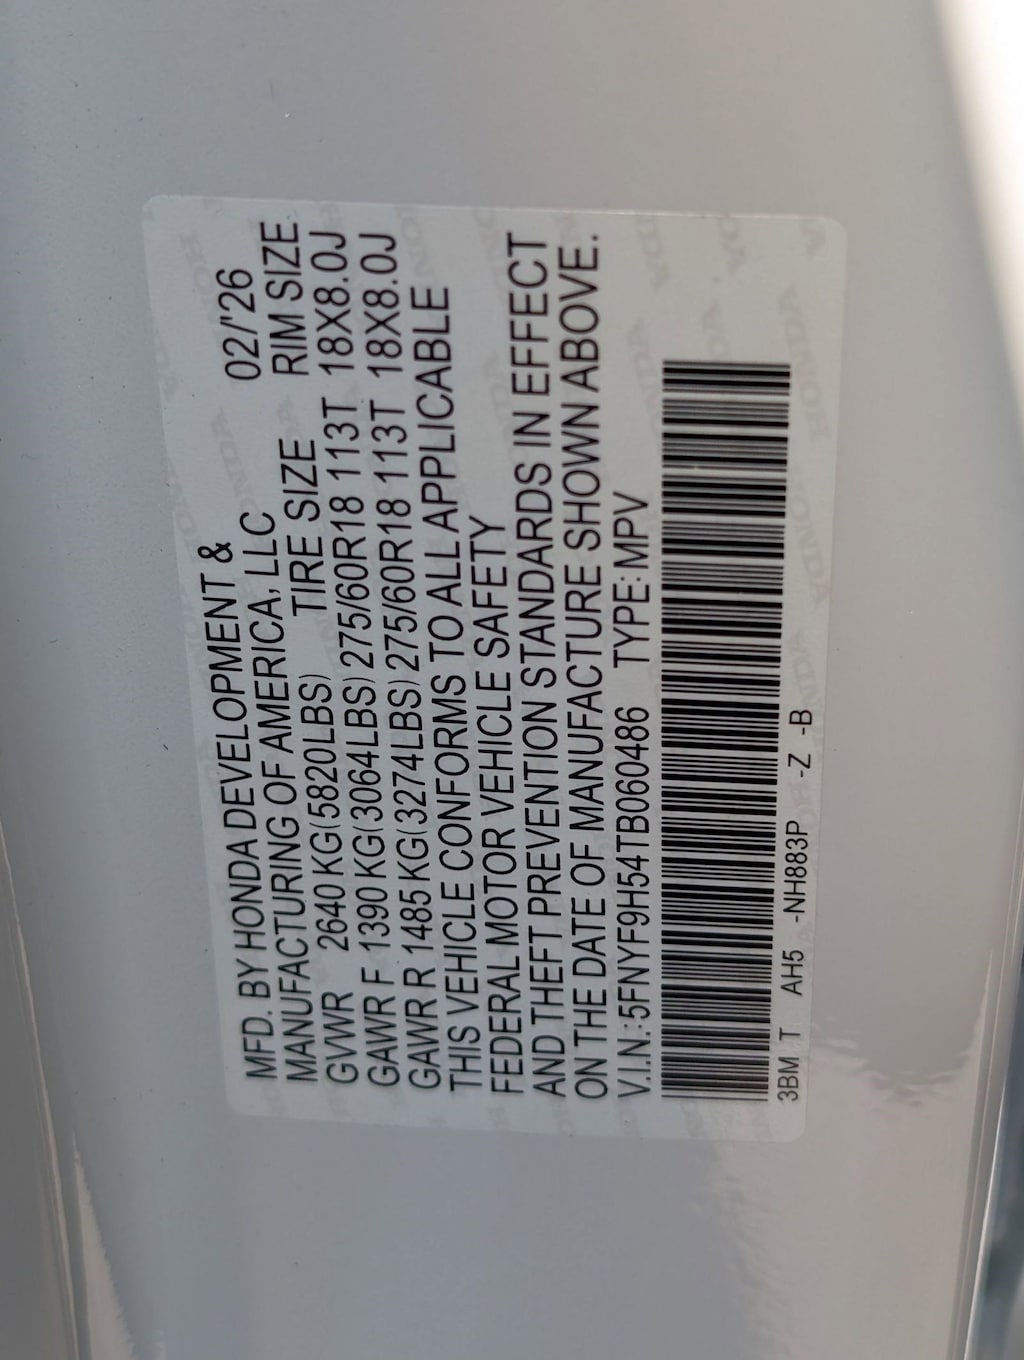 MFD. BY HONDA DEVELOPMENT &
MANUFACTURING OF AMERICA, LLC 02/'26
GVWR 2640 KG(5820LBS) TIRE SIZE RIM SIZE
GAWR F 1390 KG(3064LBS) 275/60R18 113T 18X8.0J
GAWR R 1485 KG(3274LBS) 275/60R18 113T 18X8.0J
THIS VEHICLE CONFORMS TO ALL APPLICABLE
FEDERAL MOTOR VEHICLE SAFETY
AND THEFT PREVENTION STANDARDS IN EFFECT
ON THE DATE OF MANUFACTURE SHOWN ABOVE.
V.I.N.: 5FNYF9H54TB060486 TYPE: MPV
3BM T AH5 -NH883P -Z -B